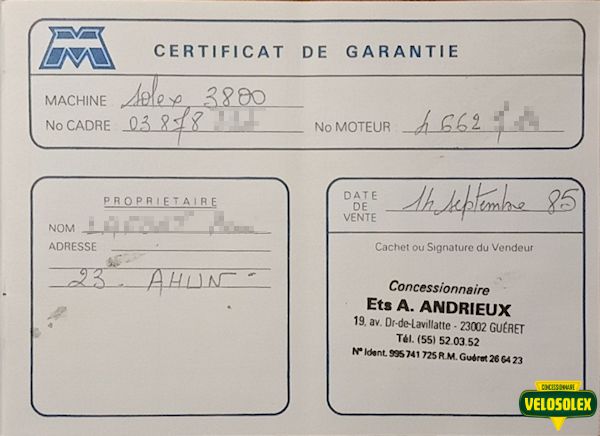 CERTIFICAT DE GARANTIE
MACHINE : Solex 3800
No CADRE : 03878
No MOTEUR : 4662
PROPRIETAIRE
NOM
ADRESSE
23. AHUN
DATE DE VENTE : 14 septembre 85
Cachet ou Signature du Vendeur
Concessionnaire
Ets A. ANDRIEUX
19, av. Dr-de-Lavillatte - 23002 GUÉRET
Tél. (55) 52.03.52
N° Ident. 995 741 725 R.M. Guéret 26 64 23
CONCESSIONNAIRE
VELOSOLEX